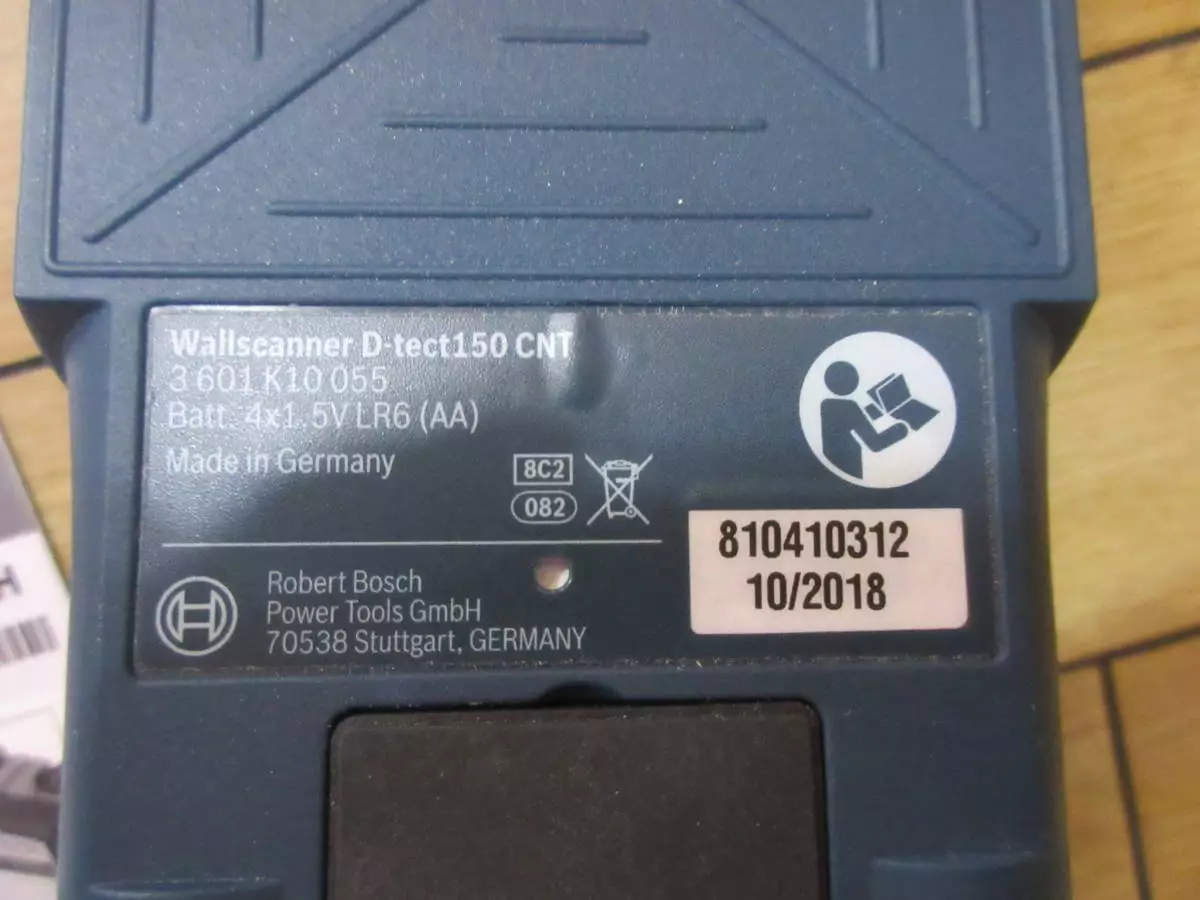 Wallscanner D-tect150 CNT
3 601 K10 055
Batt. 4x1.5V LR6 (AA)
Made in Germany
8C2
082
810410312
10/2018
Robert Bosch
Power Tools GmbH
70538 Stuttgart, GERMANY
H